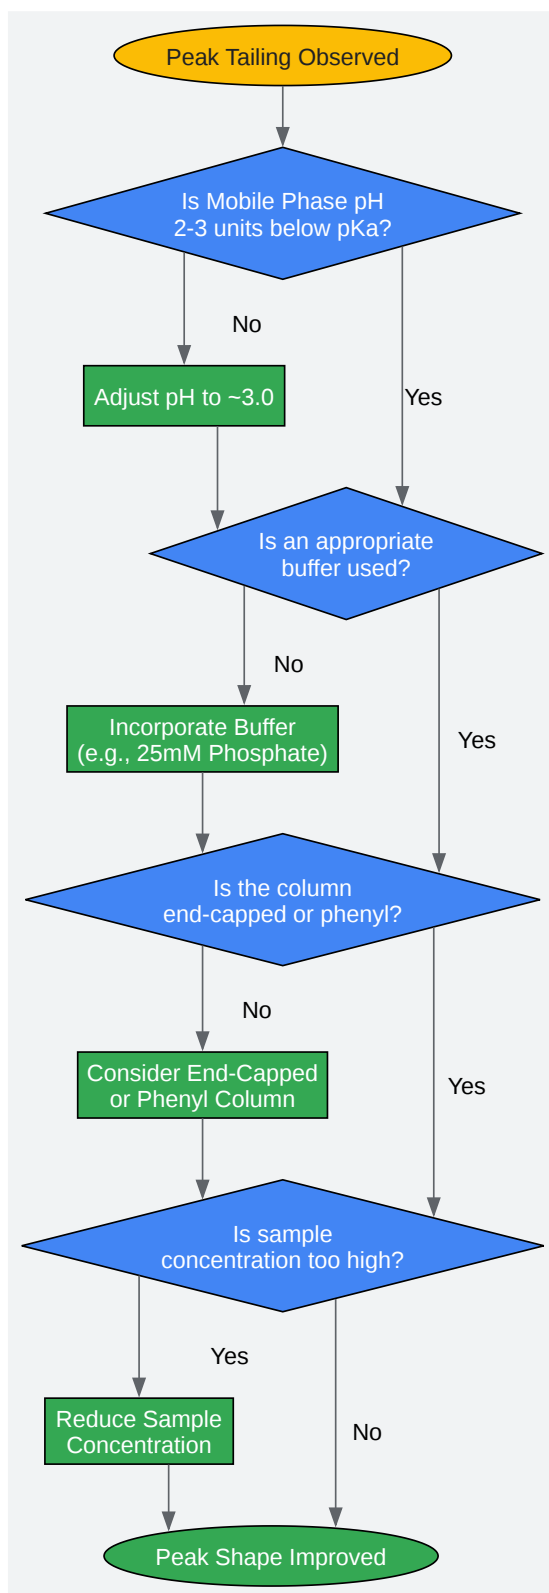 Peak Tailing Observed
Is Mobile Phase pH
2-3 units below pKa?
No
Adjust pH to ~3.0
Yes
Is an appropriate
buffer used?
No
Incorporate Buffer
(e.g., 25mM Phosphate)
Yes
Is the column
end-capped or phenyl?
No
Consider End-Capped
or Phenyl Column
Yes
Is sample
concentration too high?
Yes
Reduce Sample
Concentration
No
Peak Shape Improved